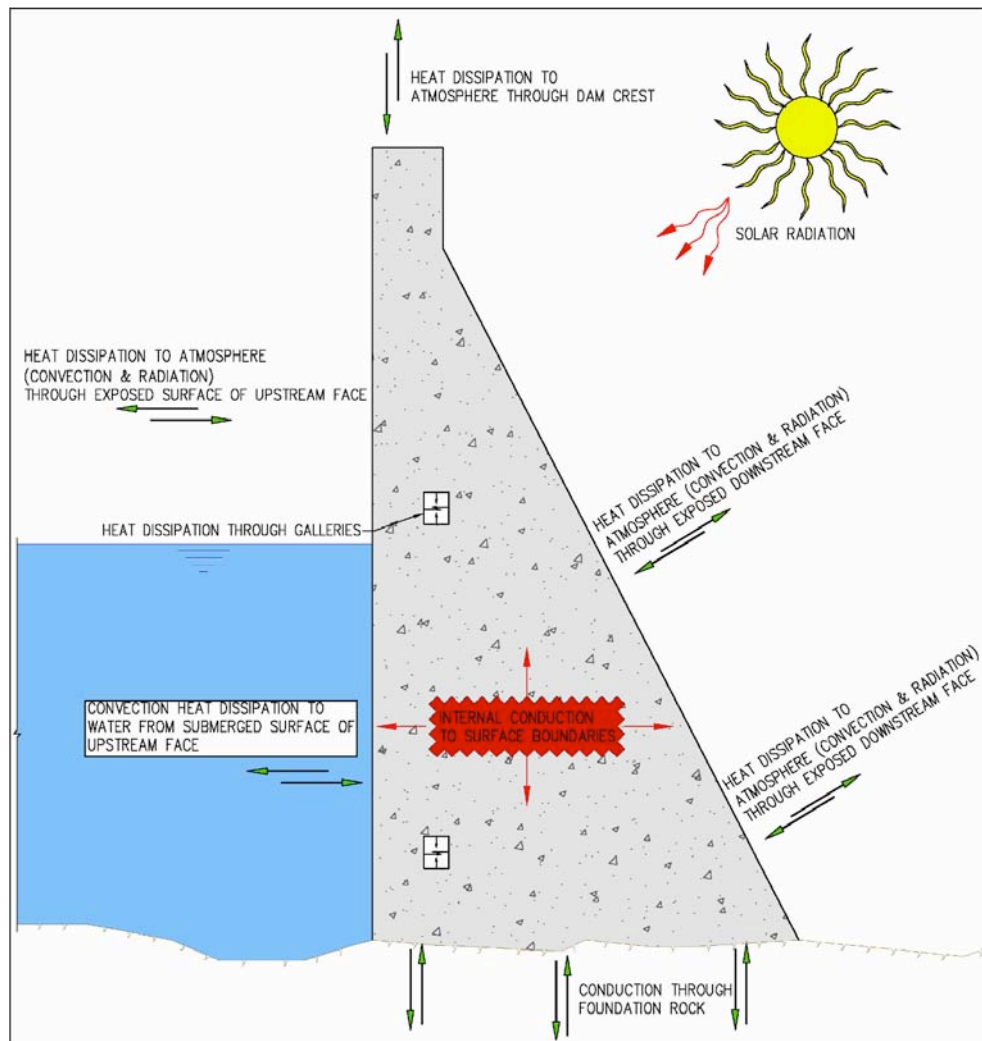 HEAT DISSIPATION TO
ATMOSPHERE THROUGH DAM CREST
SOLAR RADIATION
HEAT DISSIPATION TO ATMOSPHERE
(CONVECTION & RADIATION)
THROUGH EXPOSED SURFACE OF UPSTREAM FACE
HEAT DISSIPATION TO
ATMOSPHERE (CONVECTION & RADIATION)
THROUGH EXPOSED DOWNSTREAM FACE
HEAT DISSIPATION THROUGH GALLERIES
CONVECTION HEAT DISSIPATION TO
WATER FROM SUBMERGED SURFACE OF
UPSTREAM FACE
INTERNAL CONDUCTION
TO SURFACE BOUNDARIES
HEAT DISSIPATION TO
ATMOSPHERE (CONVECTION & RADIATION)
THROUGH EXPOSED DOWNSTREAM FACE
CONDUCTION THROUGH
FOUNDATION ROCK